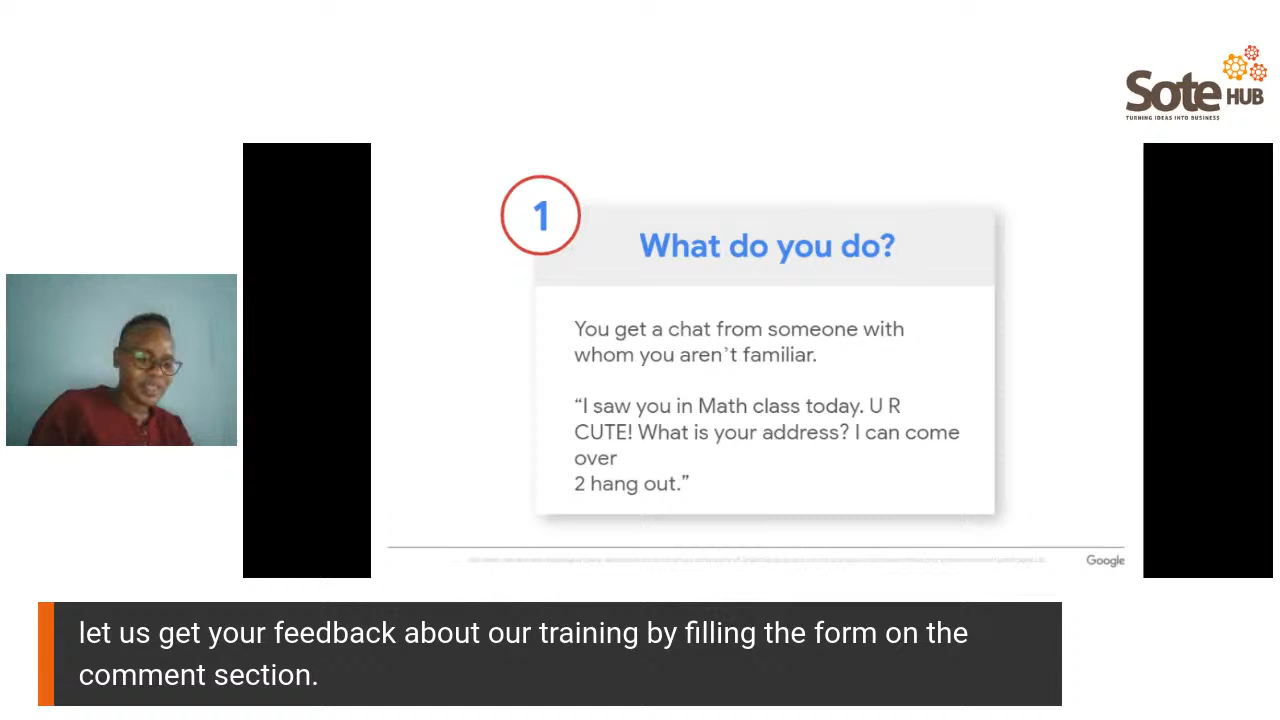 Sote HUB
TURNING IDEAS INTO BUSINESS
1
What do you do?
You get a chat from someone with
whom you aren't familiar.
“I saw you in Math class today. U R
CUTE! What is your address? I can come
over
2 hang out.”
Google
let us get your feedback about our training by filling the form on the
comment section.